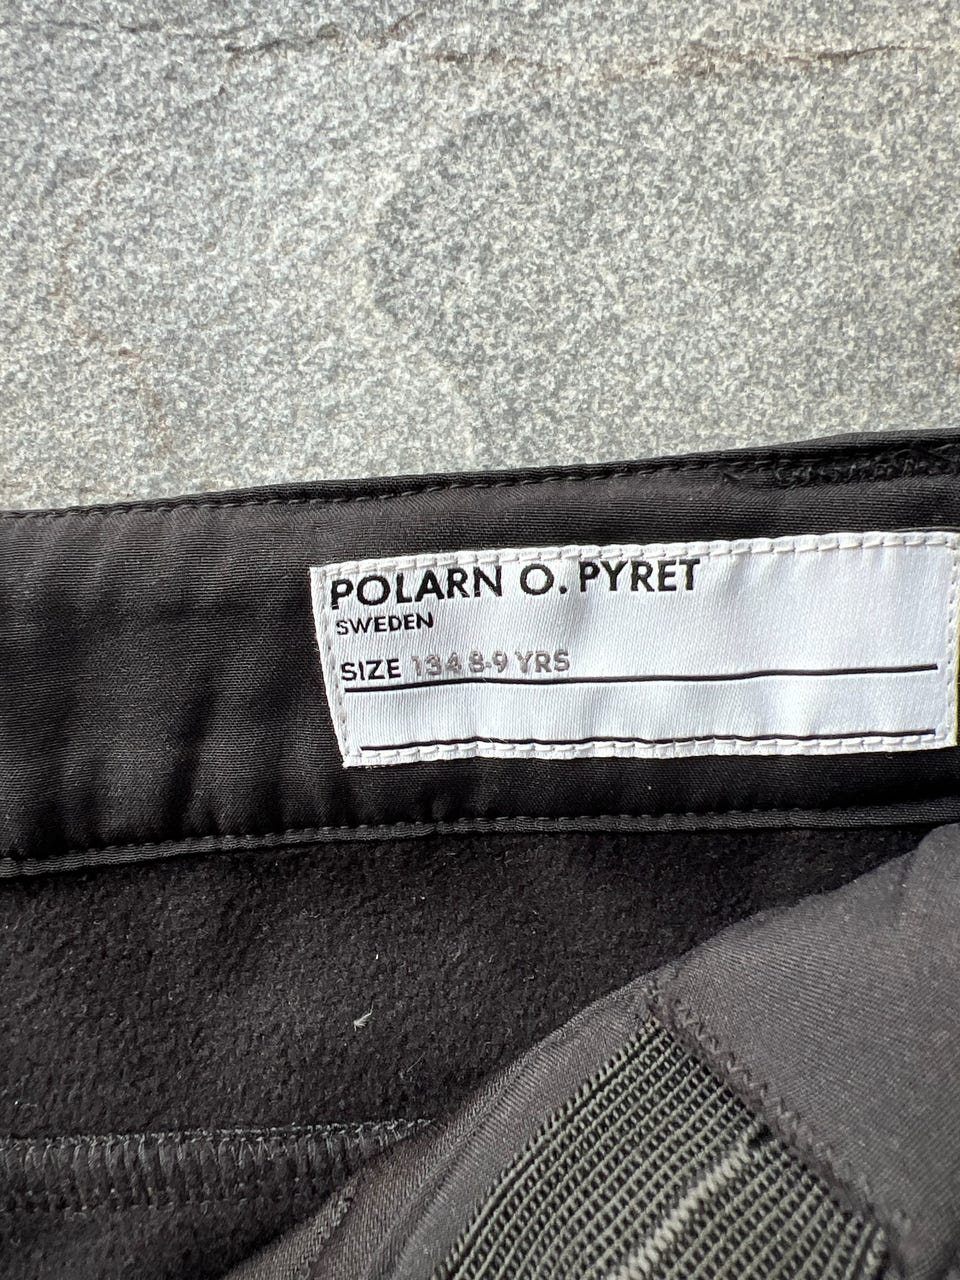 POLARN O. PYRET
SWEDEN
SIZE 134 8-9 YRS